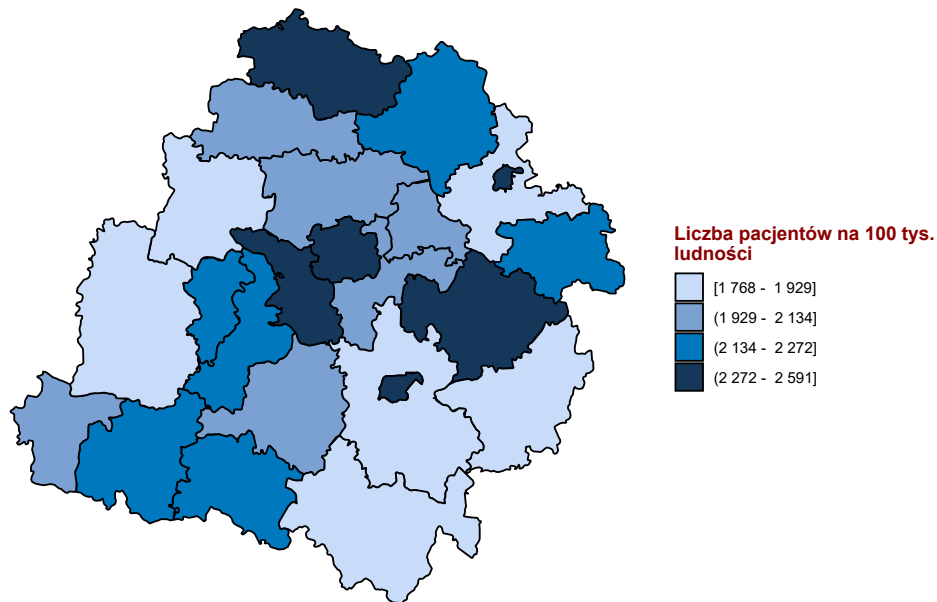 Liczba pacjentów na 100 tys.
ludności
[1 768 - 1 929]
(1 929 - 2 134]
(2 134 - 2 272]
(2 272 - 2 591]